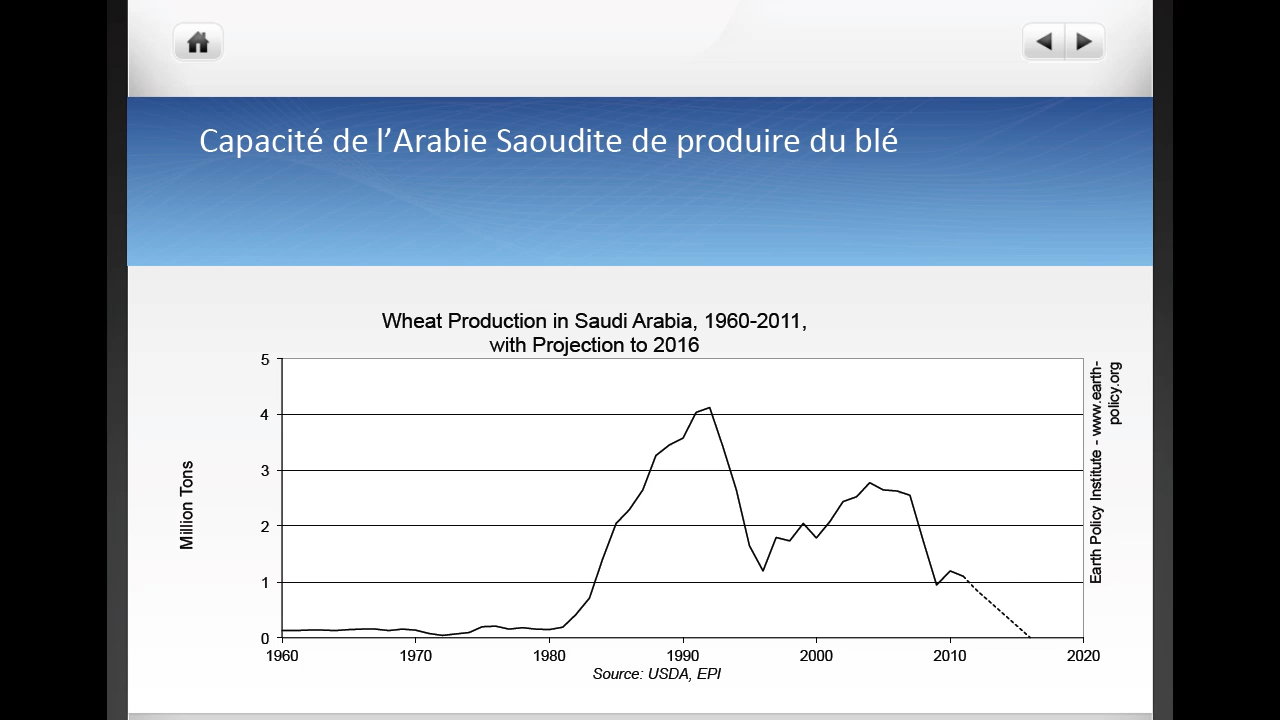 Capacité de l’Arabie Saoudite de produire du blé
Wheat Production in Saudi Arabia, 1960-2011,
with Projection to 2016
5
4
3
2
1
0
Million Tons
1960 1970 1980 1990 2000 2010 2020
Source: USDA, EPI
Earth Policy Institute - www.earth-
policy.org